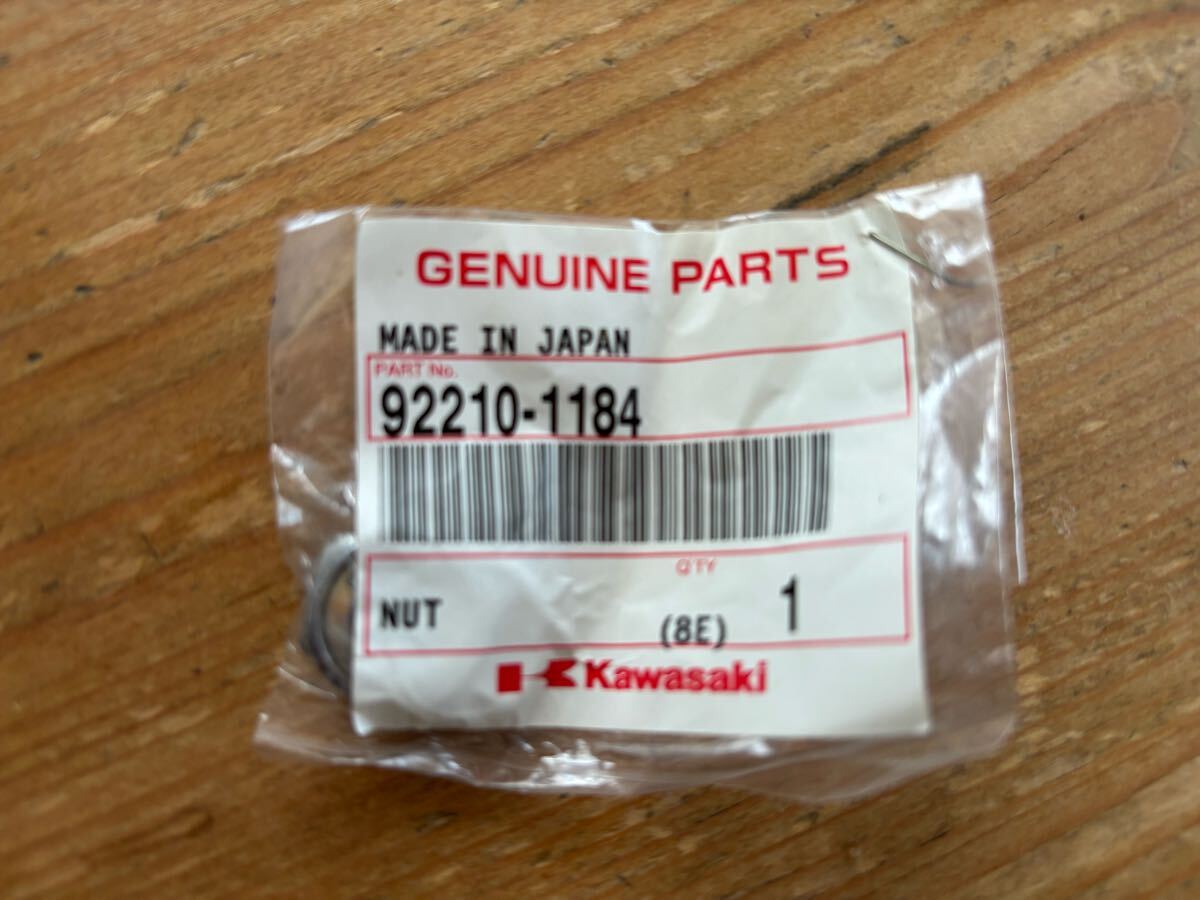 GENUINE PARTS
MADE IN JAPAN
PART No.
92210-1184
QTY
NUT (8E) 1
Kawasaki